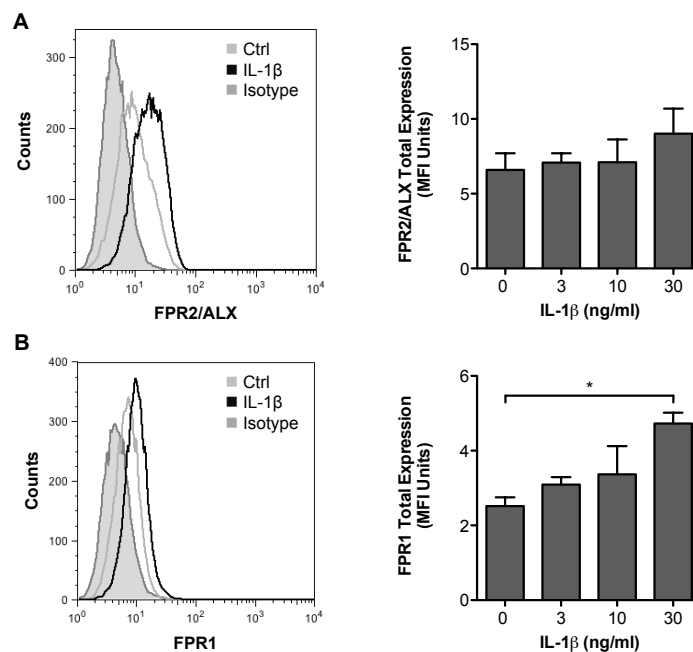 A
Counts
300
200
100
0
10⁰
10¹
10²
10³
10⁴
FPR2/ALX
Ctrl
IL-1β
Isotype
FPR2/ALX Total Expression
(MFI Units)
15
10
5
0
0
3
10
30
IL-1β (ng/ml)
B
Counts
400
300
200
100
0
10⁰
10¹
10²
10³
10⁴
FPR1
Ctrl
IL-1β
Isotype
FPR1 Total Expression
(MFI Units)
6
4
2
0
*
0
3
10
30
IL-1β (ng/ml)